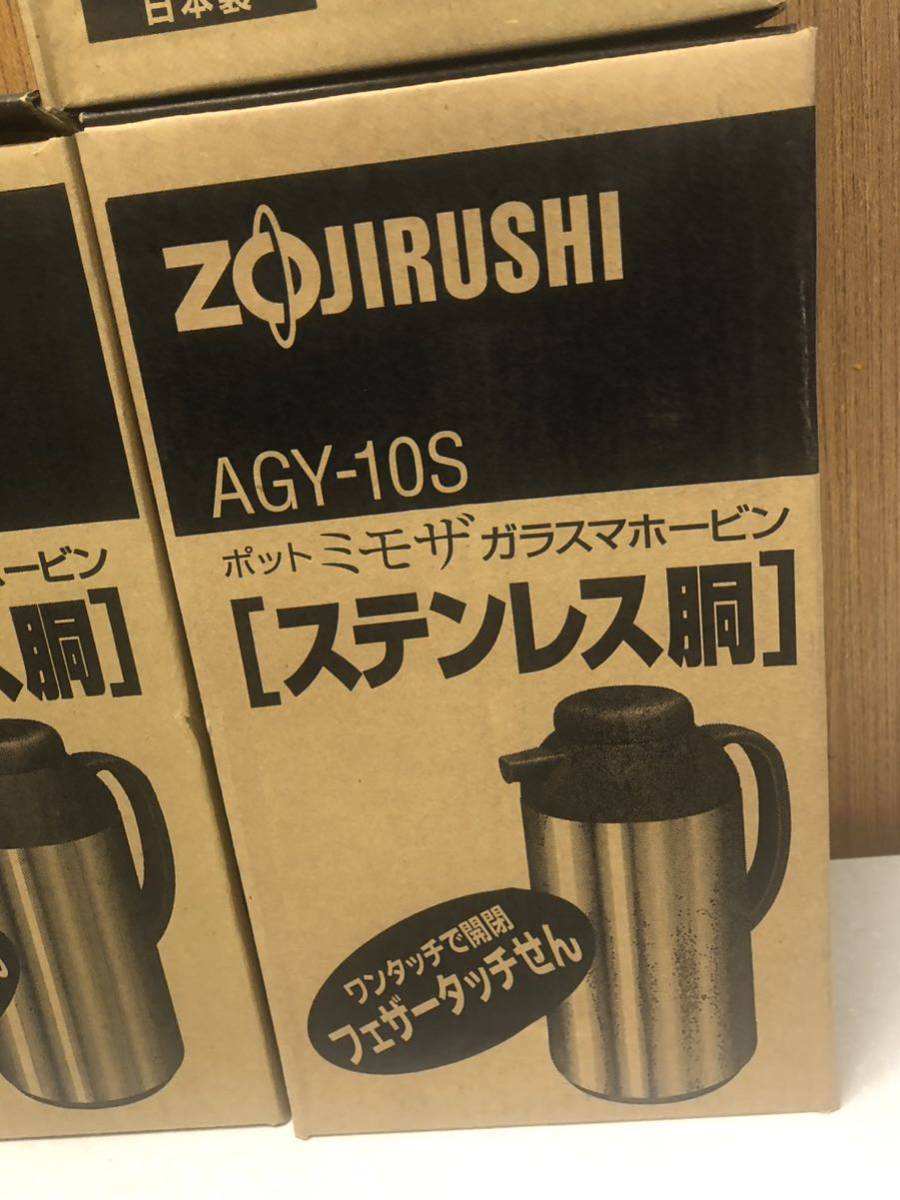 日本製
ZOJIRUSHI
AGY-10S
ポット ミモザ ガラスマホービン
[ステンレス胴]
ワンタッチで開閉
フェザータッチせん
ービン
ス胴]